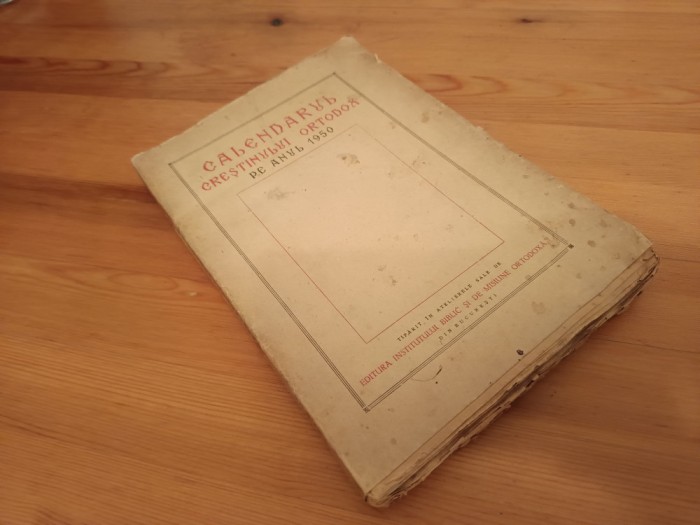 CALENDARUL
CREȘTINULUI ORTODOX
PE ANUL 1950
TIPĂRIT ÎN ATELIERELE SALE DE
EDITURA INSTITUTULUI BIBLIC ȘI DE MISIUNE ORTODOXĂ
DIN BUCUREȘTI